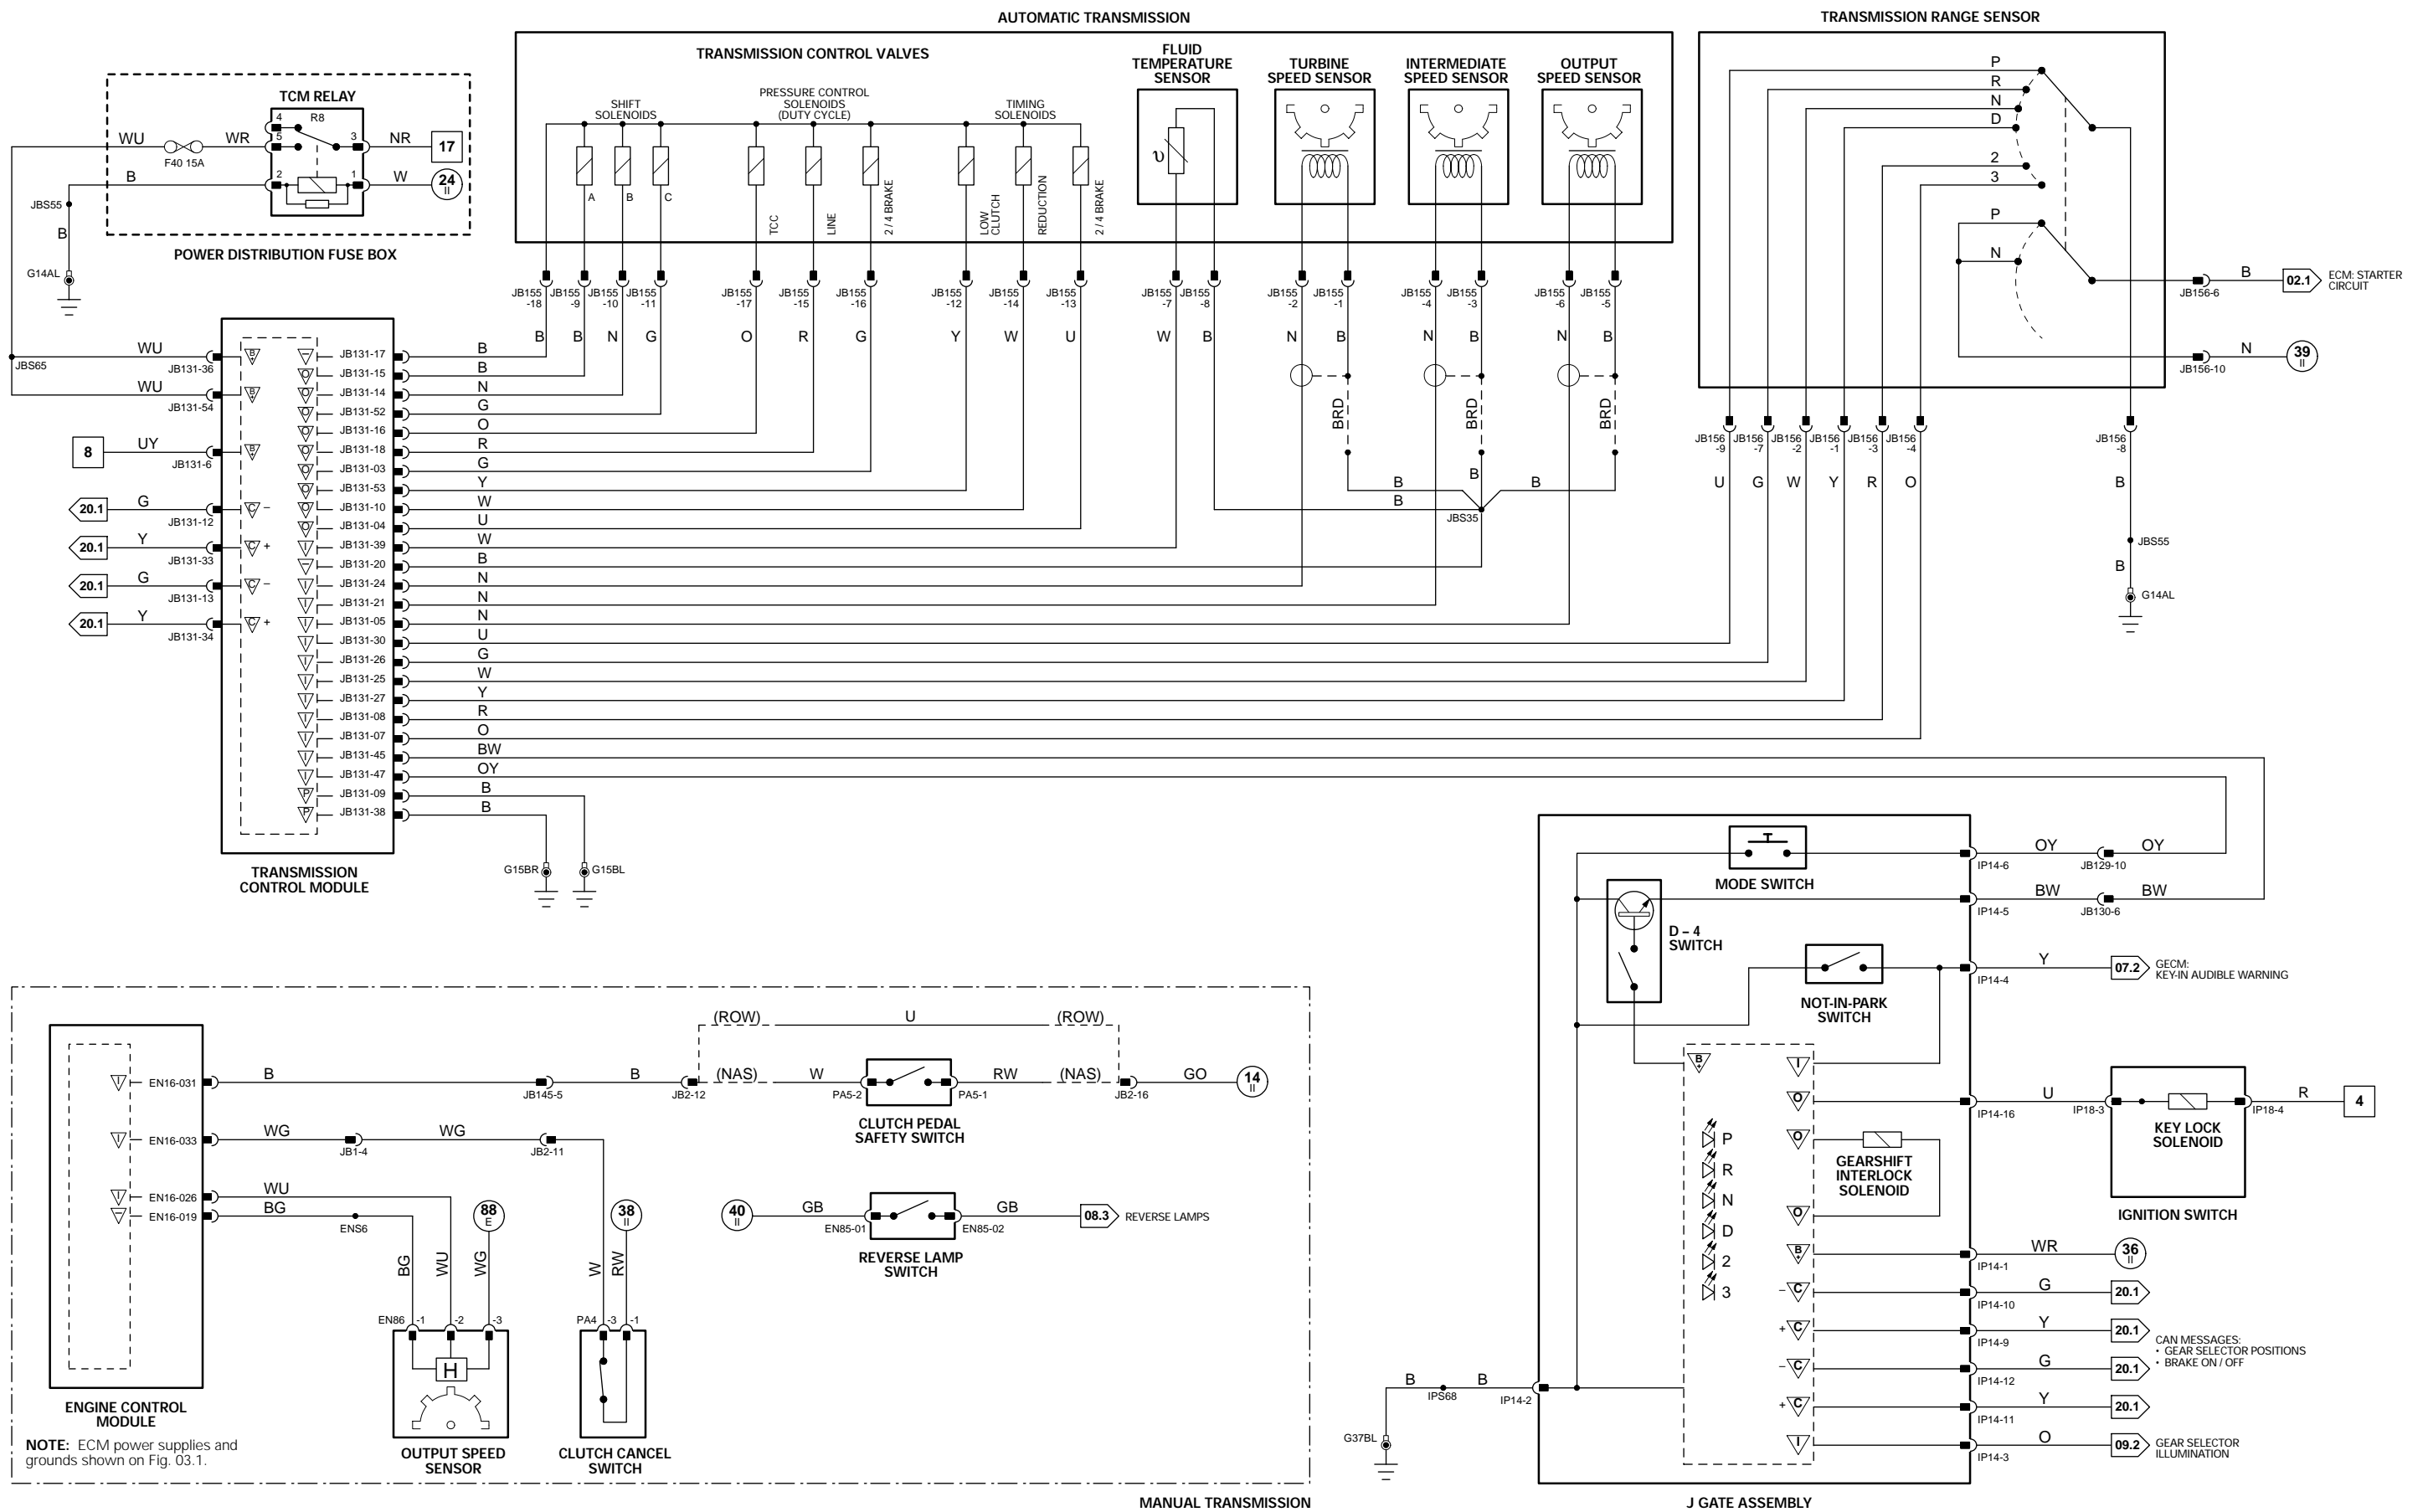 AUTOMATIC TRANSMISSION
TRANSMISSION RANGE SENSOR
TRANSMISSION CONTROL VALVES
FLUID
TEMPERATURE
SENSOR
TURBINE
SPEED SENSOR
INTERMEDIATE
SPEED SENSOR
OUTPUT
SPEED SENSOR
SHIFT
SOLENOIDS
PRESSURE CONTROL
SOLENOIDS
(DUTY CYCLE)
TIMING
SOLENOIDS
A
B
C
TCC
LINE
2 / 4 BRAKE
LOW
CLUTCH
REDUCTION
2 / 4 BRAKE
TCM RELAY
R8
4
5
3
2
1
WU
F40 15A
WR
NR
17
B
W
24
II
JBS55
B
G14AL
POWER DISTRIBUTION FUSE BOX
P
R
N
D
2
3
P
N
JB156-6
B
02.1
ECM: STARTER
CIRCUIT
JB156-10
N
39
II
JB155
-18
JB155
-9
JB155
-10
JB155
-11
JB155
-17
JB155
-15
JB155
-16
JB155
-12
JB155
-14
JB155
-13
JB155
-7
JB155
-8
JB155
-2
JB155
-1
JB155
-4
JB155
-3
JB155
-6
JB155
-5
B B N G O R G Y W U W B N B N B N B
BRD
BRD
BRD
B
B
B
B
JBS35
JB156
-9
JB156
-7
JB156
-2
JB156
-1
JB156
-3
JB156
-4
JB156
-8
U G W Y R O B
JBS55
B
G14AL
JBS65
WU
JB131-36
WU
JB131-54
8
UY
JB131-6
20.1
G
JB131-12
20.1
Y
JB131-33
20.1
G
JB131-13
20.1
Y
JB131-34
B
+
B
+
B
+
C –
C +
C –
C +
– JB131-17 B
O JB131-15 B
O JB131-14 N
O JB131-52 G
O JB131-16 O
O JB131-18 R
O JB131-03 G
O JB131-53 Y
O JB131-10 W
O JB131-04 U
I JB131-39 W
– JB131-20 B
I JB131-24 N
I JB131-21 N
I JB131-05 N
I JB131-30 U
I JB131-26 G
I JB131-25 W
I JB131-27 Y
I JB131-08 R
I JB131-07 O
I JB131-45 BW
I JB131-47 OY
P JB131-09 B
P JB131-38 B
G15BR
G15BL
TRANSMISSION
CONTROL MODULE
MODE SWITCH
IP14-6
OY
JB129-10
OY
IP14-5
BW
JB130-6
BW
D – 4
SWITCH
NOT-IN-PARK
SWITCH
IP14-4
Y
07.2
GECM:
KEY-IN AUDIBLE WARNING
B
+
I
O
IP14-16
U
IP18-3
IP18-4
R
4
KEY LOCK
SOLENOID
IGNITION SWITCH
O
GEARSHIFT
INTERLOCK
SOLENOID
O
P
R
N
D
2
3
B
+
IP14-1
WR
36
II
– C
IP14-10
G
20.1
+ C
IP14-9
Y
20.1
CAN MESSAGES:
• GEAR SELECTOR POSITIONS
• BRAKE ON / OFF
– C
IP14-12
G
20.1
+ C
IP14-11
Y
20.1
I
IP14-3
O
09.2
GEAR SELECTOR
ILLUMINATION
B
IPS68
B
IP14-2
G37BL
J GATE ASSEMBLY
I EN16-031
B
JB145-5
B
JB2-12
(ROW)
U
(ROW)
(NAS)
W
PA5-2
PA5-1
RW
(NAS)
JB2-16
GO
14
II
CLUTCH PEDAL
SAFETY SWITCH
I EN16-033
WG
JB1-4
WG
JB2-11
I EN16-026
WU
– EN16-019
BG
ENS6
88
E
38
II
40
II
GB
EN85-01
EN85-02
GB
08.3
REVERSE LAMPS
REVERSE LAMP
SWITCH
BG
WU
WG
W
RW
EN86 -1 -2 -3
PA4 -3 -1
H
ENGINE CONTROL
MODULE
NOTE: ECM power supplies and
grounds shown on Fig. 03.1.
OUTPUT SPEED
SENSOR
CLUTCH CANCEL
SWITCH
MANUAL TRANSMISSION